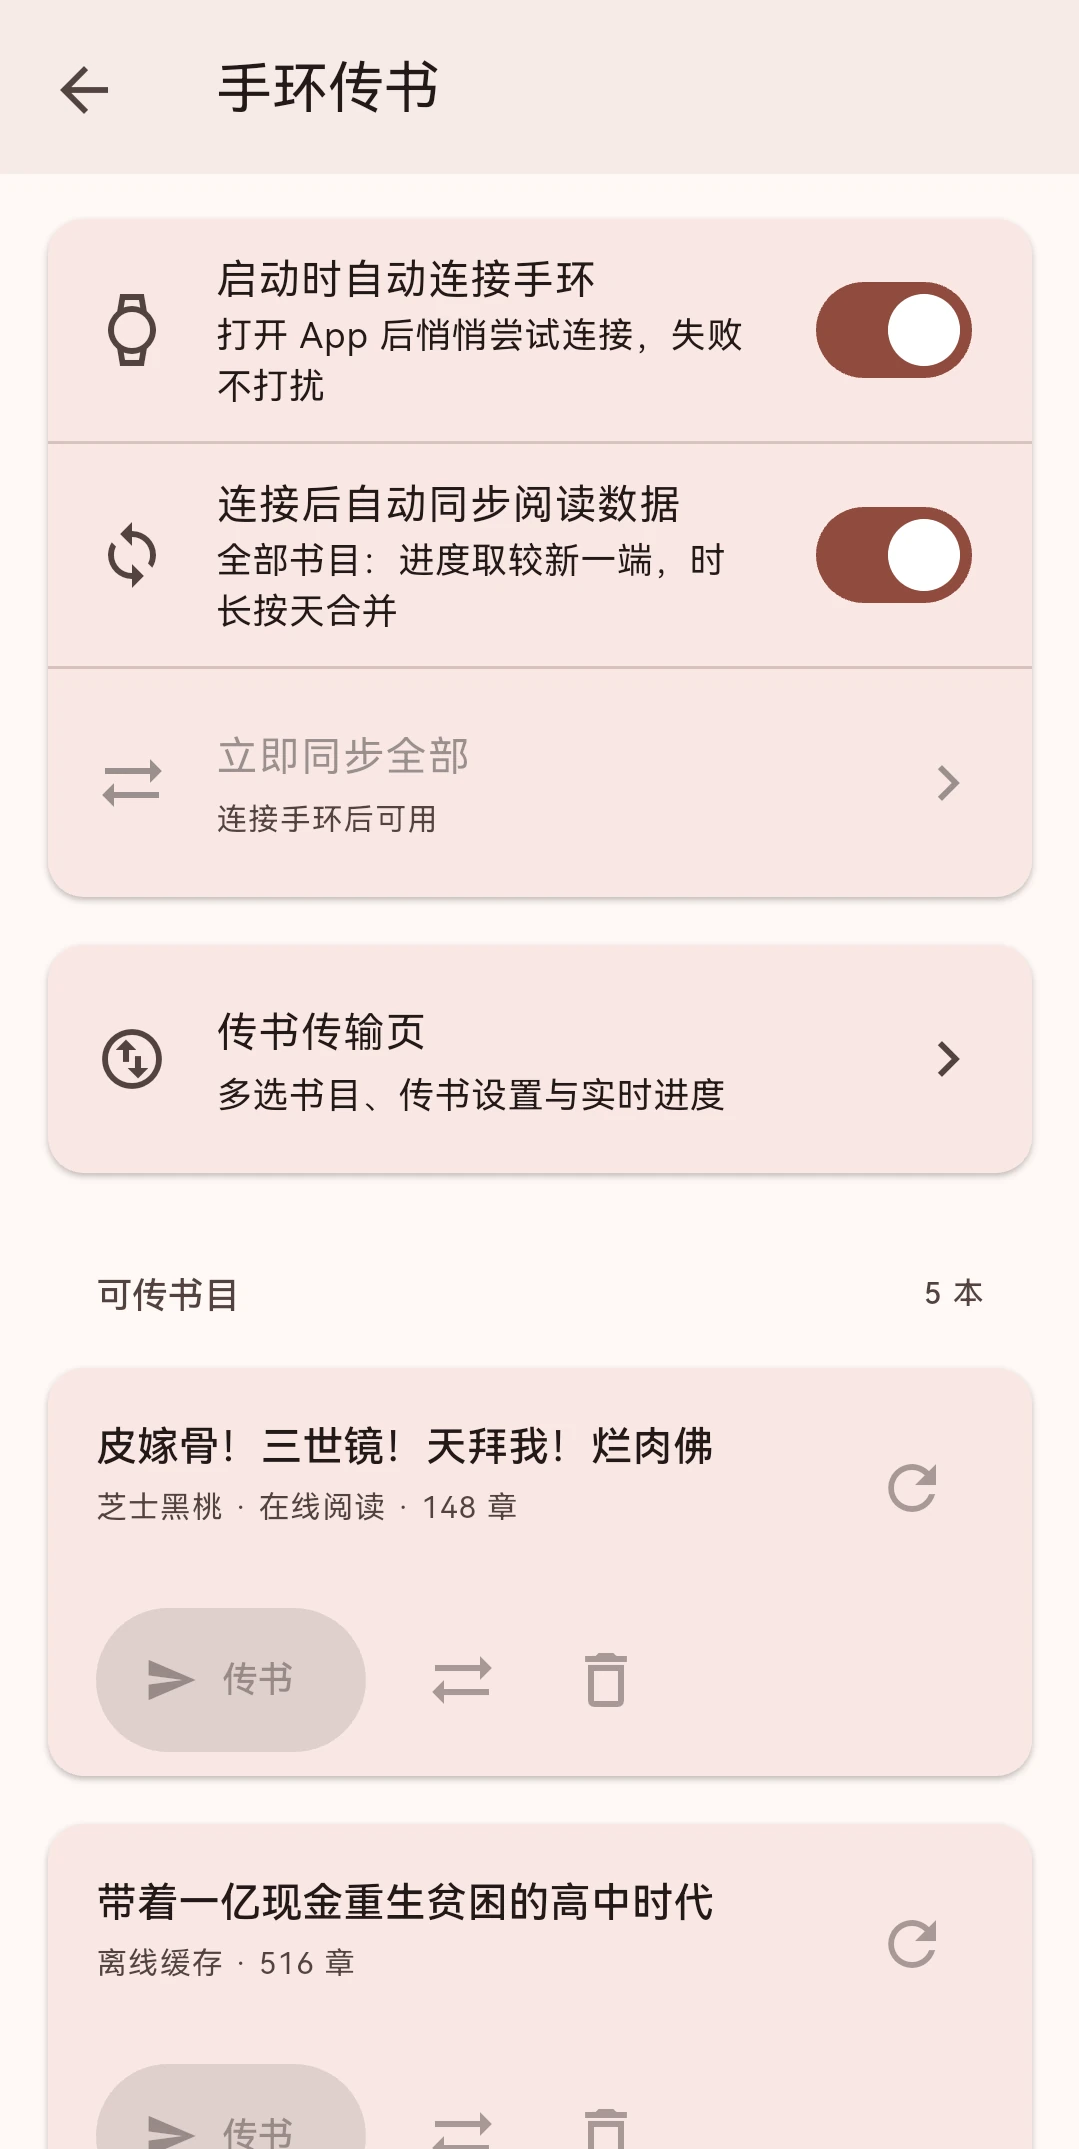 手环传书
启动时自动连接手环
打开 App 后悄悄尝试连接，失败
不打扰
连接后自动同步阅读数据
全部书目：进度取较新一端，时
长按天合并
立即同步全部
连接手环后可用
传书传输页
多选书目、传书设置与实时进度
可传书目
5 本
皮嫁骨！三世镜！天拜我！烂肉佛
芝士黑桃 · 在线阅读 · 148 章
传书
带着一亿现金重生贫困的高中时代
离线缓存 · 516 章
传书